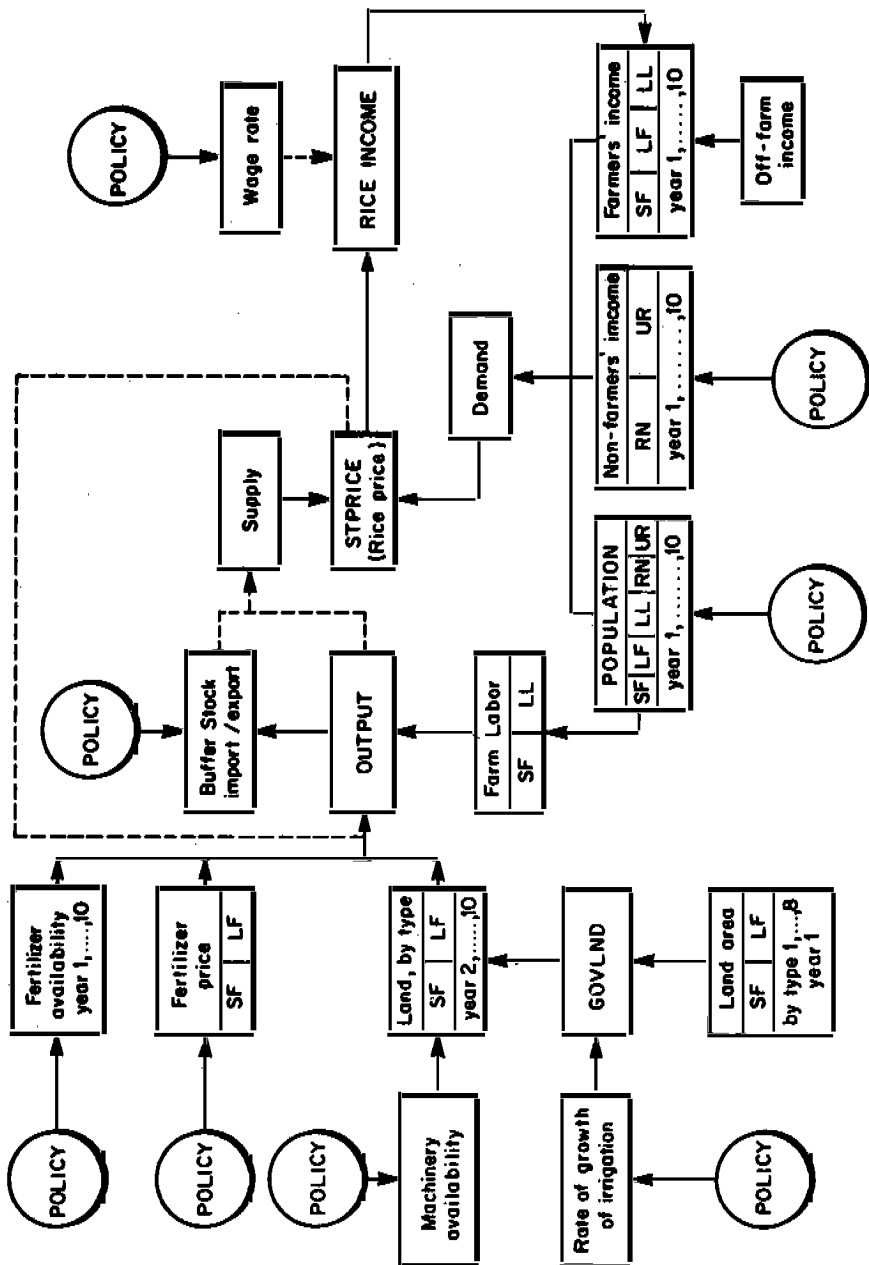 POLICY
Fertilizer
availability
year 1,....,10
POLICY
Fertilizer
price
SF LF
POLICY
Machinery
availability
Land, by type
SF LF
year 2,.....,10
Rate of growth
of irrigation
GOVLND
POLICY
Land area
SF LF
by type 1,...,8
year 1
POLICY
Buffer Stock
import /export
OUTPUT
Farm Labor
SF LL
Supply
STPRICE
(Rice price)
Demand
POLICY
Wage rate
RICE INCOME
POPULATION
SF LF LL RN UR
year 1,.......,10
POLICY
Non-farmers' imcome
RN UR
year 1,........,10
POLICY
Farmers' income
SF LF LL
year 1,.....,10
Off-farm
income